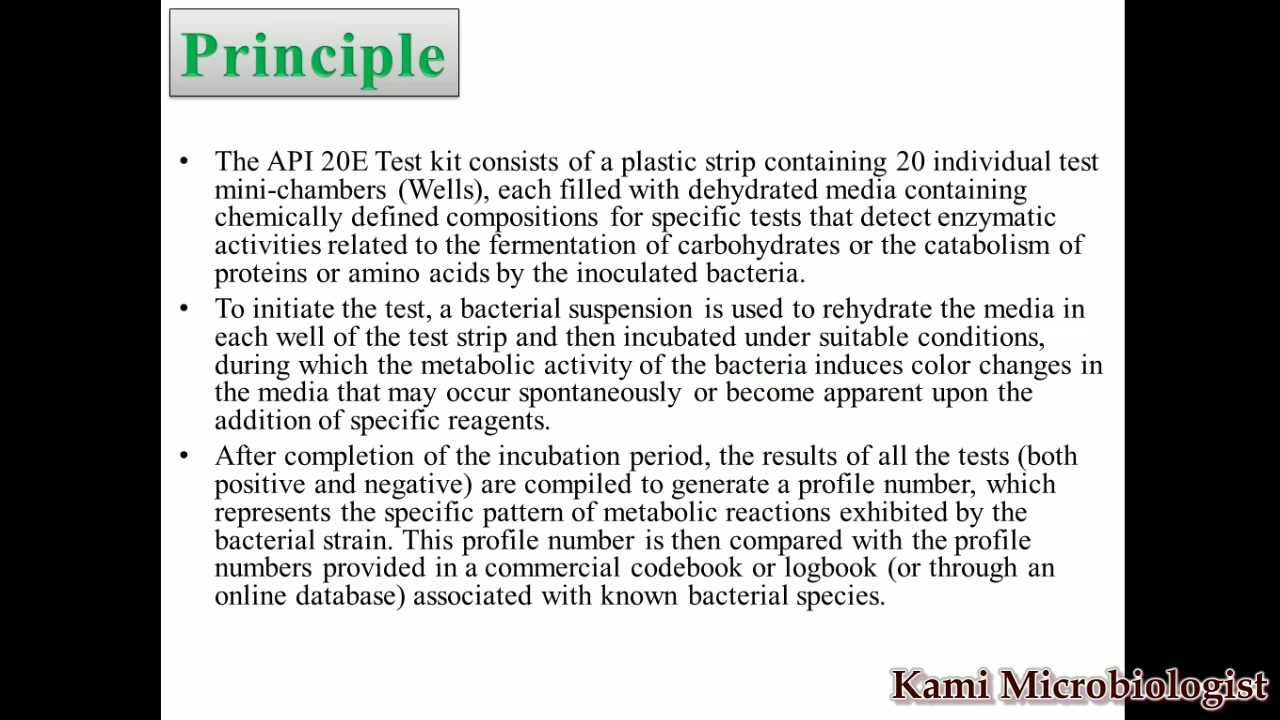 Principle
• The API 20E Test kit consists of a plastic strip containing 20 individual test
mini-chambers (Wells), each filled with dehydrated media containing
chemically defined compositions for specific tests that detect enzymatic
activities related to the fermentation of carbohydrates or the catabolism of
proteins or amino acids by the inoculated bacteria.
• To initiate the test, a bacterial suspension is used to rehydrate the media in
each well of the test strip and then incubated under suitable conditions,
during which the metabolic activity of the bacteria induces color changes in
the media that may occur spontaneously or become apparent upon the
addition of specific reagents.
• After completion of the incubation period, the results of all the tests (both
positive and negative) are compiled to generate a profile number, which
represents the specific pattern of metabolic reactions exhibited by the
bacterial strain. This profile number is then compared with the profile
numbers provided in a commercial codebook or logbook (or through an
online database) associated with known bacterial species.
Kami Microbiologist